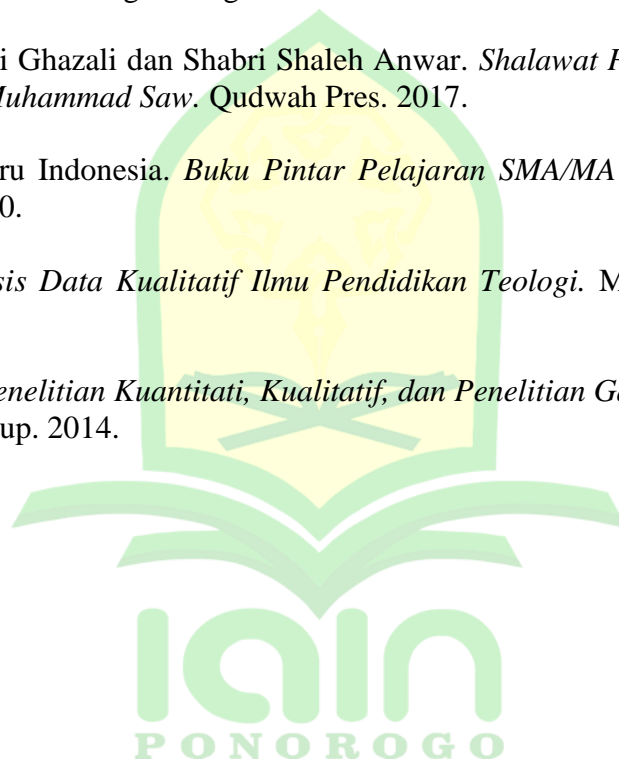 i Ghazali dan Shabri Shaleh Anwar. Shalawat
Muhammad Saw. Qudwah Pres. 2017.
ru Indonesia. Buku Pintar Pelajaran SMA/MA
0.
sis Data Kualitatif Ilmu Pendidikan Teologi. M
enelitian Kuantitati, Kualitatif, dan Penelitian G
up. 2014.
IAIN
PONOROGO